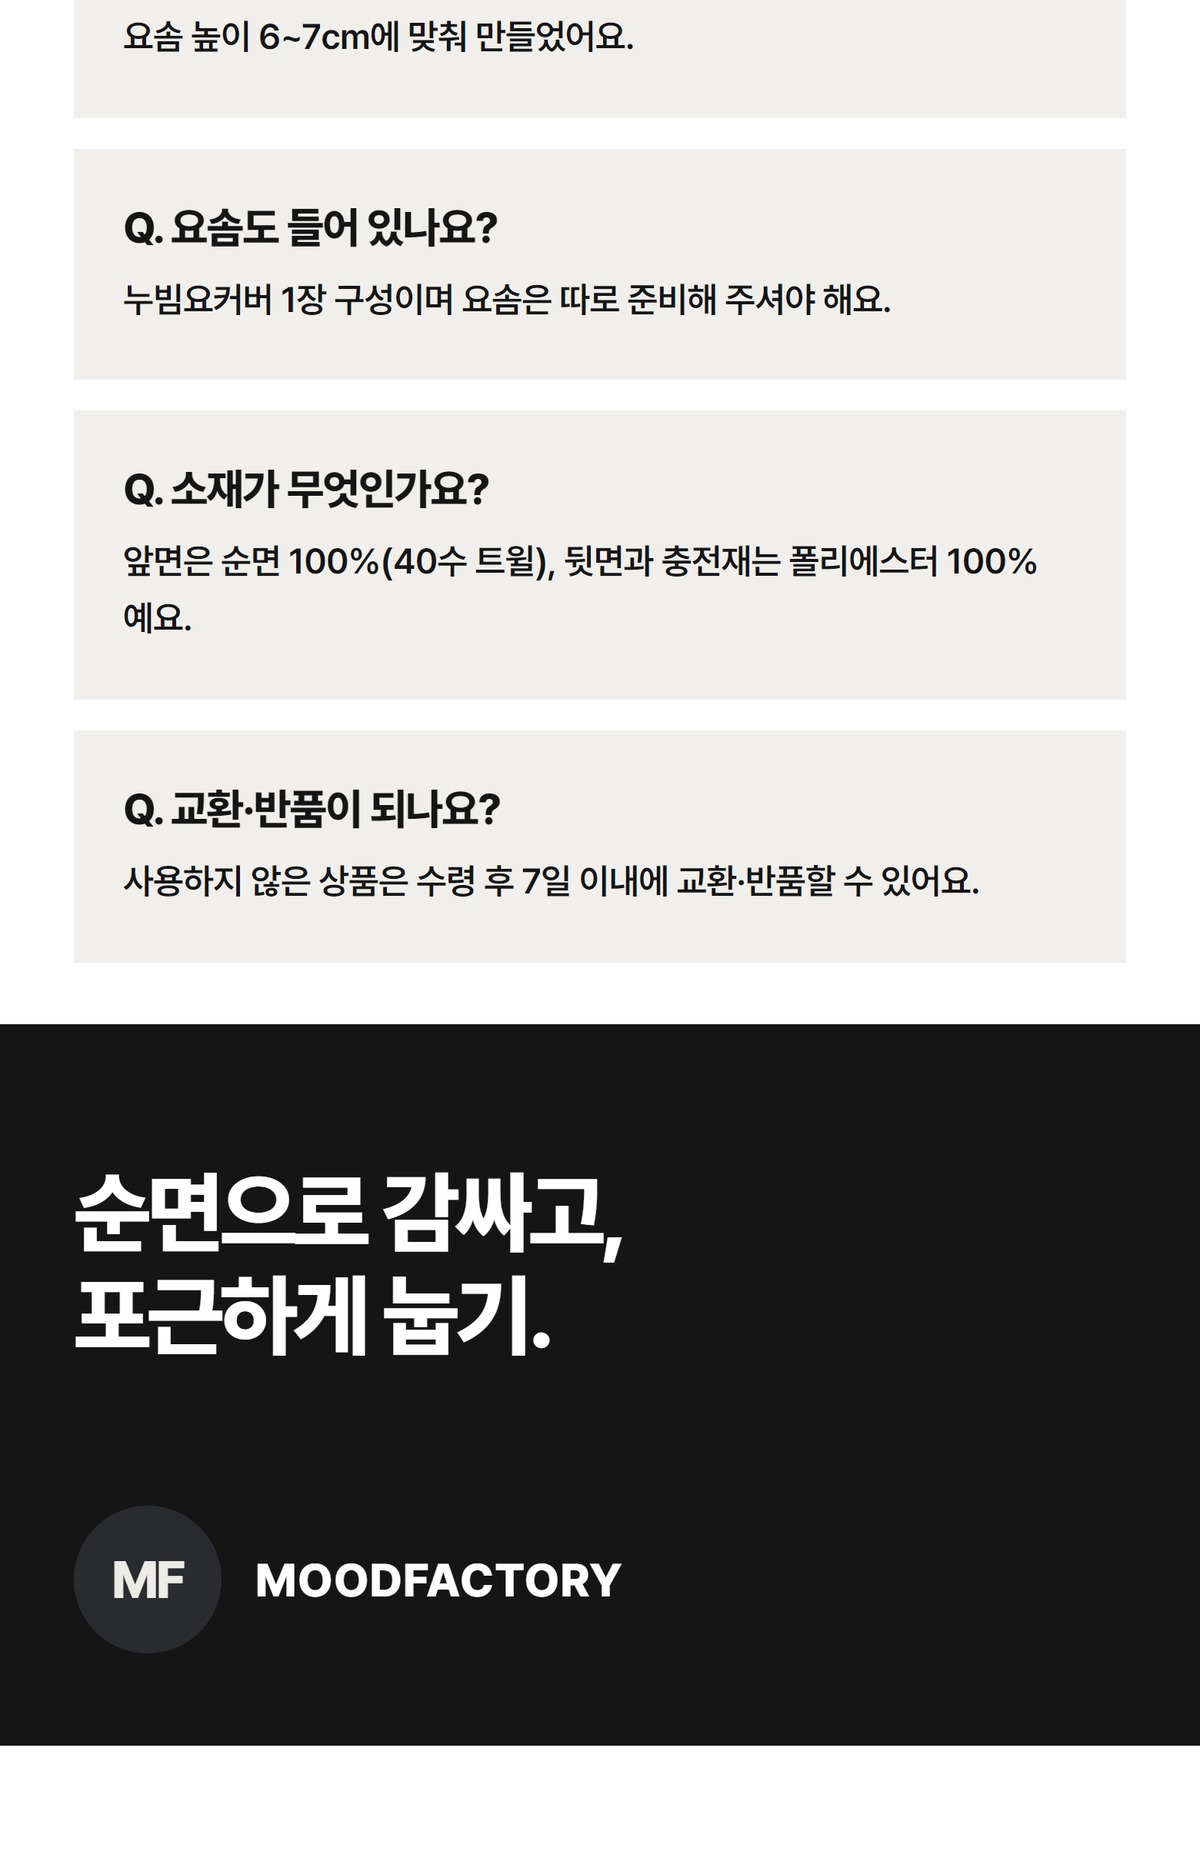 요솜 높이 6~7cm에 맞춰 만들었어요.
Q. 요솜도 들어 있나요?
누빔요커버 1장 구성이며 요솜은 따로 준비해 주셔야 해요.
Q. 소재가 무엇인가요?
앞면은 순면 100%(40수 트윌), 뒷면과 충전재는 폴리에스터 100%
예요.
Q. 교환·반품이 되나요?
사용하지 않은 상품은 수령 후 7일 이내에 교환·반품할 수 있어요.
순면으로 감싸고,
포근하게 눕기.
MF MOODFACTORY